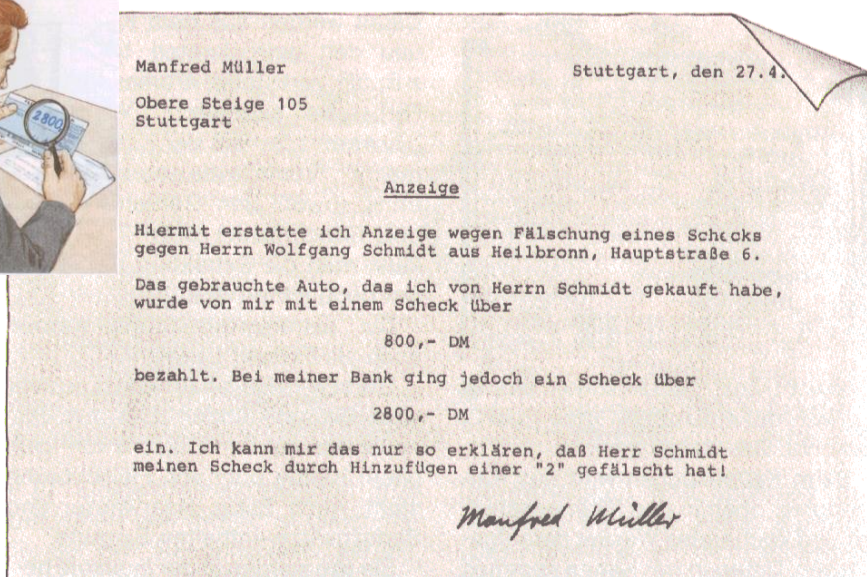 2800,
Manfred Müller
Stuttgart, den 27.4.
Obere Steige 105
Stuttgart
Anzeige
Hiermit erstatte ich Anzeige wegen Fälschung eines Schecks
gegen Herrn Wolfgang Schmidt aus Heilbronn, Hauptstraße 6.
Das gebrauchte Auto, das ich von Herrn Schmidt gekauft habe,
wurde von mir mit einem Scheck über
800,- DM
bezahlt. Bei meiner Bank ging jedoch ein Scheck über
2800,- DM
ein. Ich kann mir das nur so erklären, daß Herr Schmidt
meinen Scheck durch Hinzufügen einer "2" gefälscht hat!
Manfred Müller